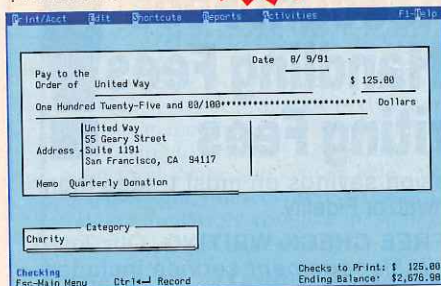 Print/Acct Edit Shortcuts Reports Activities F1-Help
Date 8/ 9/91
Pay to the
Order of United Way $ 125.00
One Hundred Twenty-Five and 00/100**************************** Dollars
United Way
55 Geary Street
Address Suite 1191
San Francisco, CA 94117
Memo Quarterly Donation
Category
Charity
Checking
Esc-Main Menu Ctrl↵ Record
Checks to Print: $ 125.00
Ending Balance: $2,676.98